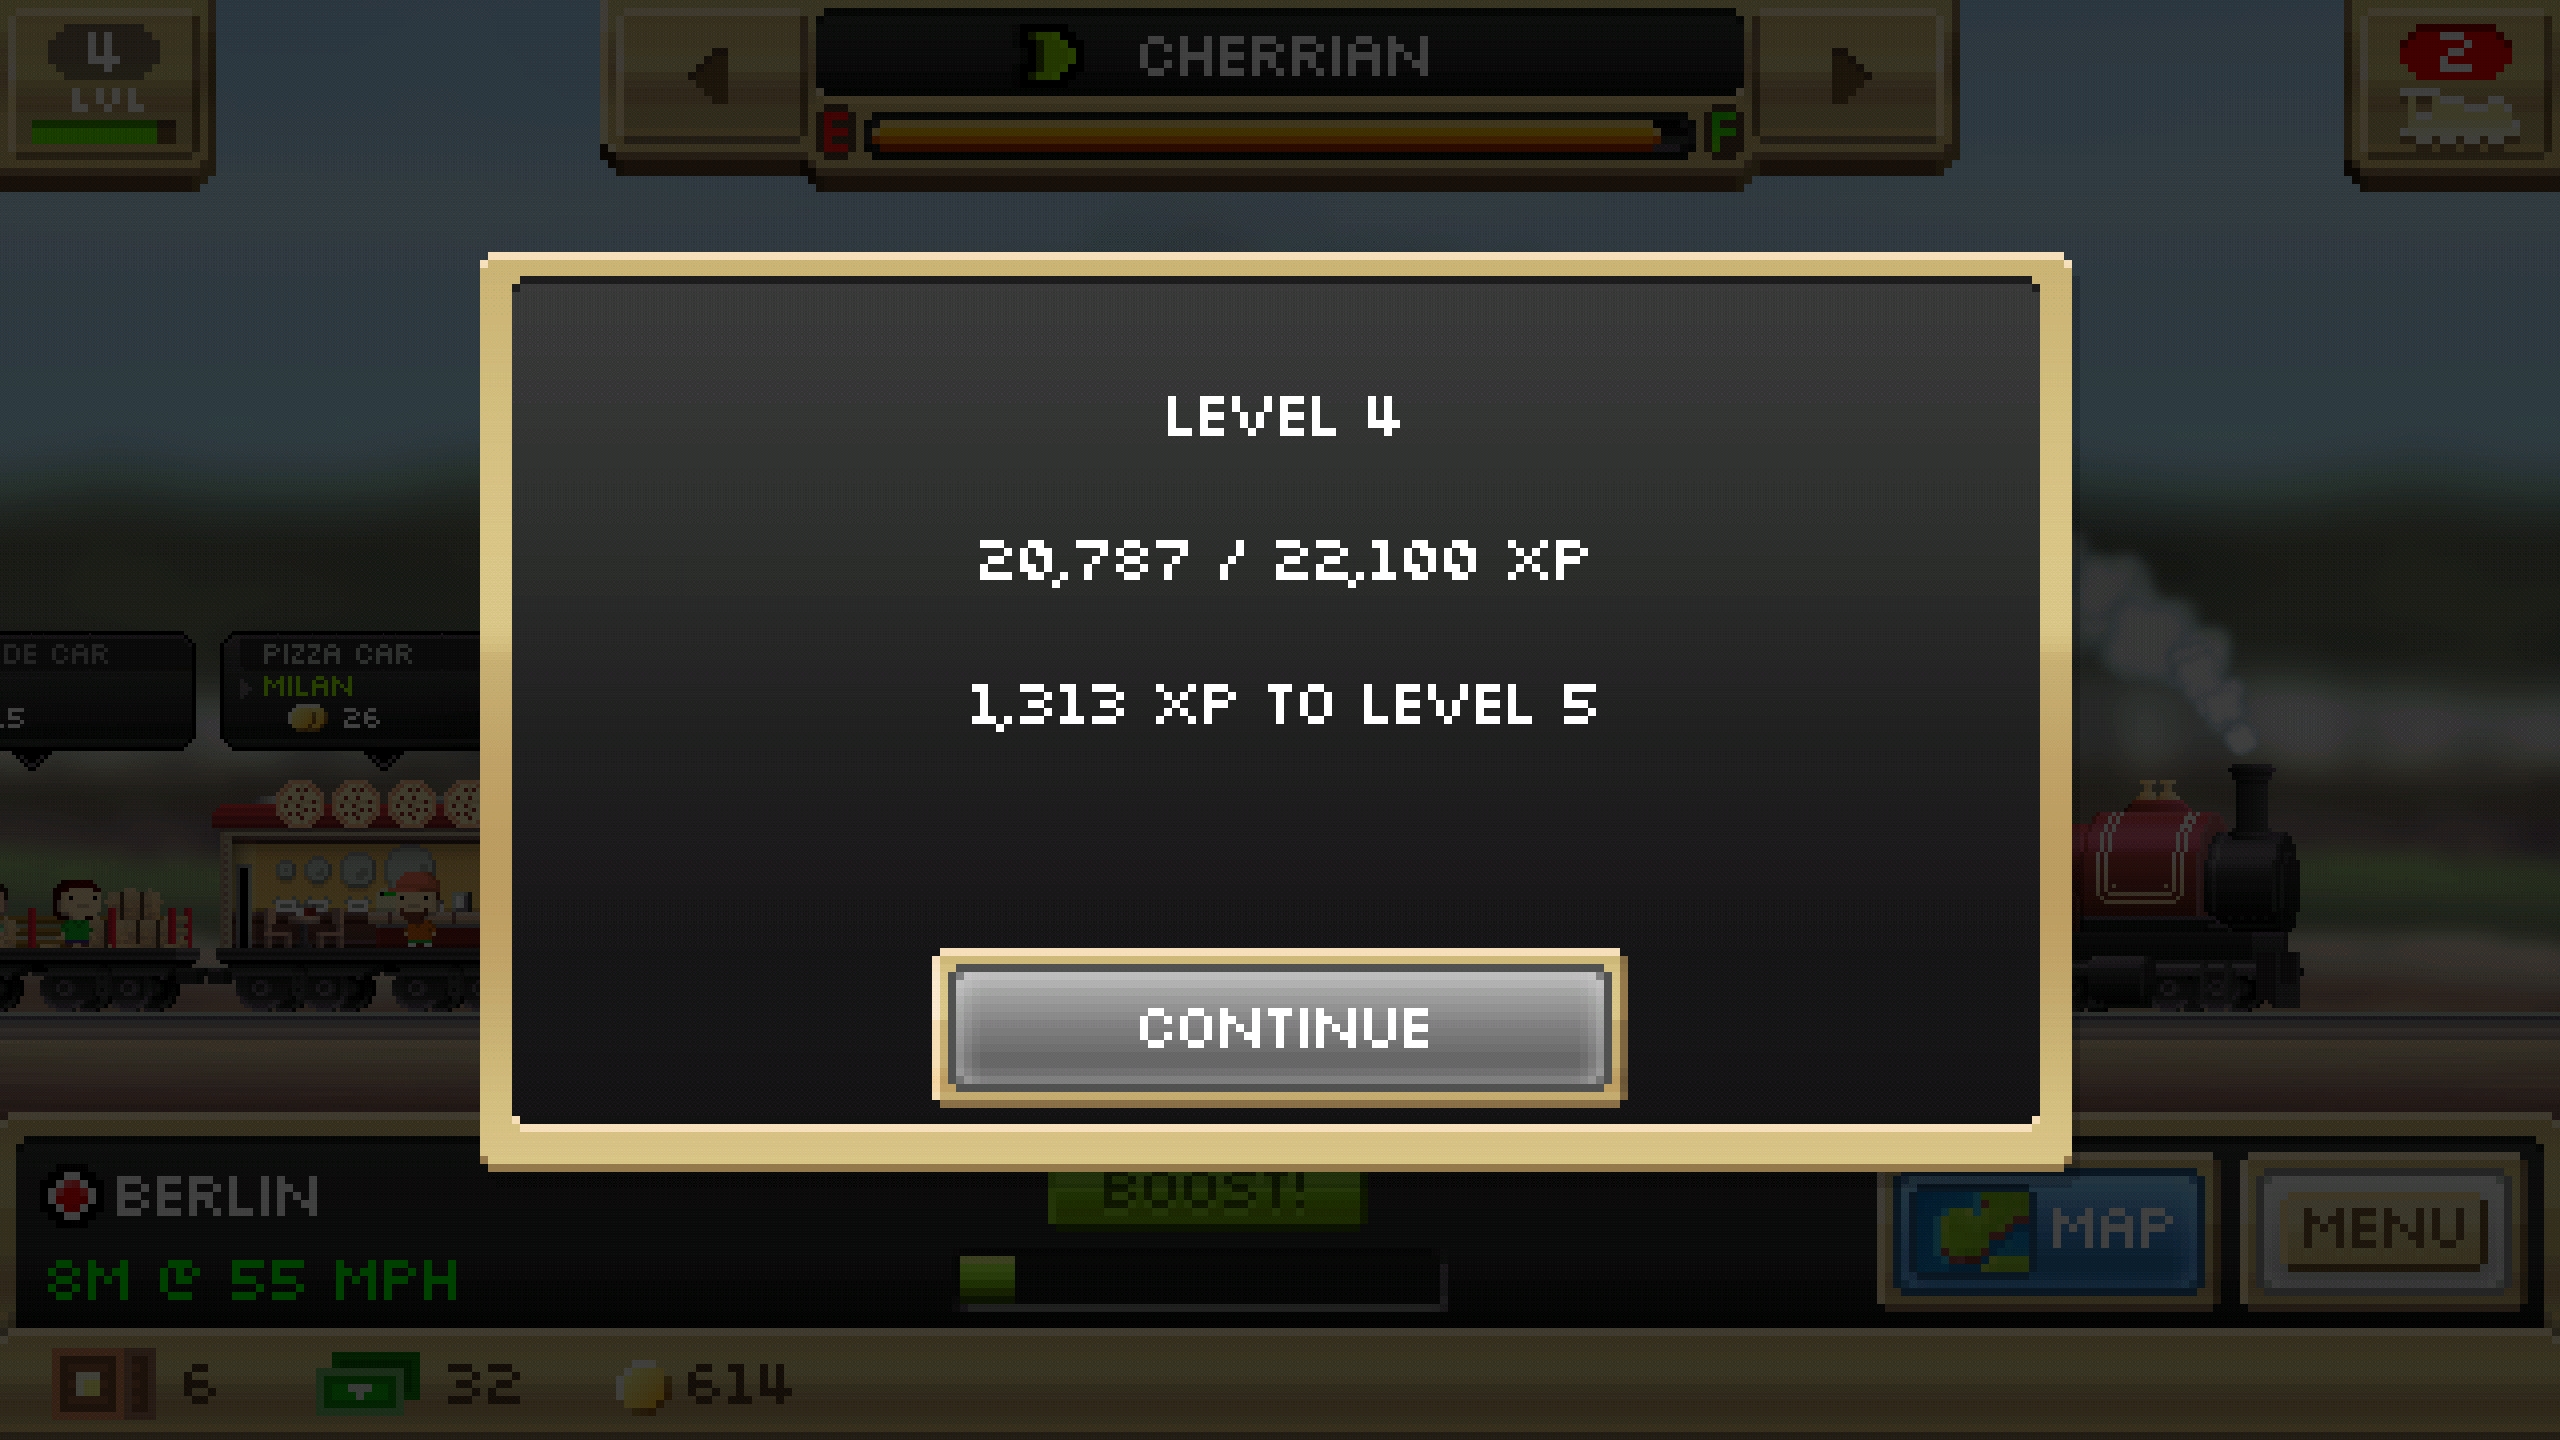 4
LVL
CHERRIAN
E F
2
LEVEL 4
20,787 / 22,100 XP
1,313 XP TO LEVEL 5
DE CAR
.5
PIZZA CAR
MILAN
26
CONTINUE
BERLIN
8M @ 55 MPH
BOOST!
MAP
MENU
6 32 614